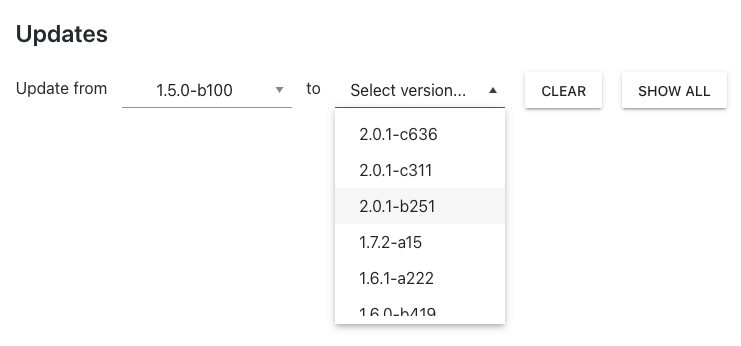 Updates
Update from 1.5.0-b100 to Select version... CLEAR SHOW ALL
2.0.1-c636
2.0.1-c311
2.0.1-b251
1.7.2-a15
1.6.1-a222
1.6.0-b419